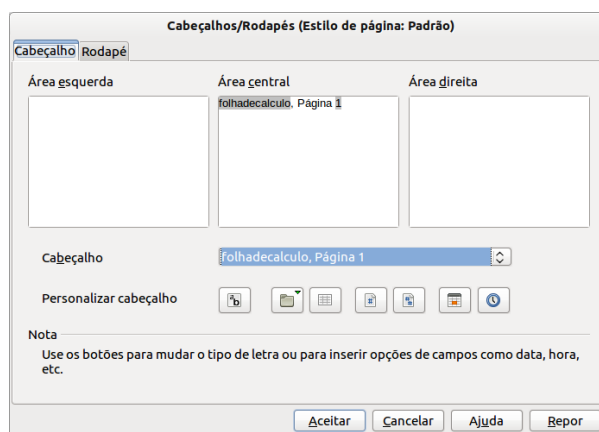 Cabeçalhos/Rodapés (Estilo de página: Padrão)
Cabeçalho Rodapé
Área esquerda Área central Área direita
folhadecalculo, Página 1
Cabeçalho folhadecalculo, Página 1
Personalizar cabeçalho
Nota
Use os botões para mudar o tipo de letra ou para inserir opções de campos como data, hora,
etc.
Aceitar Cancelar Ajuda Repor